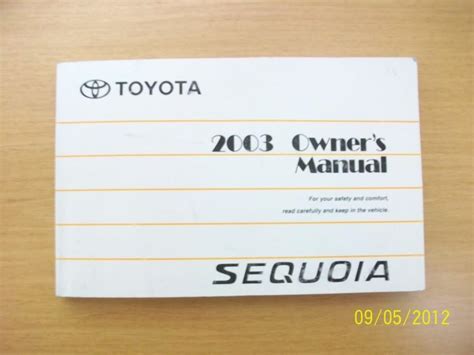 TOYOTA
2003 Owner's
Manual
For your safety and comfort,
read carefully and keep in the vehicle.
SEQUOIA
09/05/2012